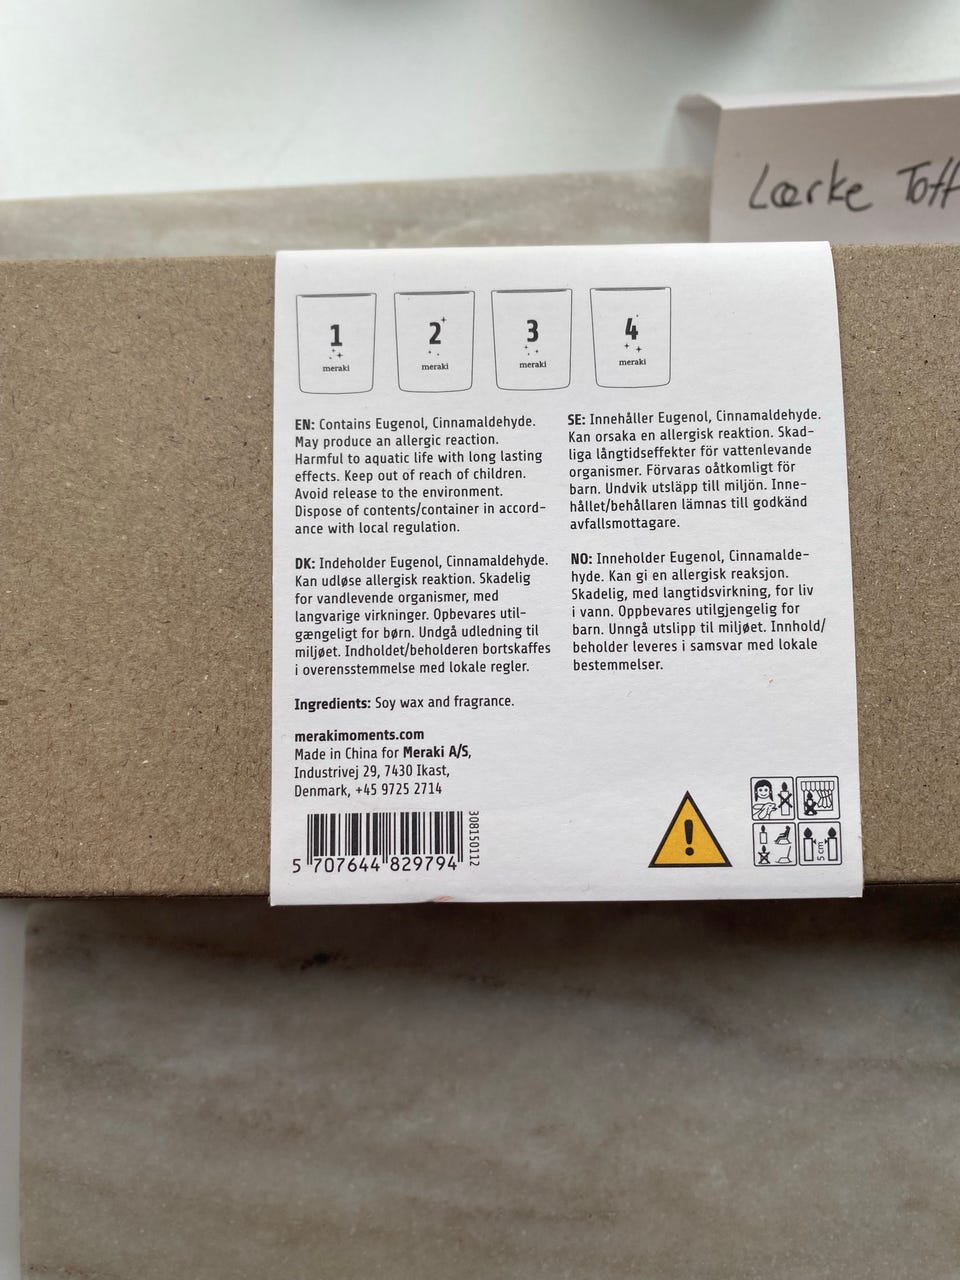 Lærke Toft
1
meraki
2
meraki
3
meraki
4
meraki
EN: Contains Eugenol, Cinnamaldehyde.
May produce an allergic reaction.
Harmful to aquatic life with long lasting
effects. Keep out of reach of children.
Avoid release to the environment.
Dispose of contents/container in accord-
ance with local regulation.
DK: Indeholder Eugenol, Cinnamaldehyde.
Kan udløse allergisk reaktion. Skadelig
for vandlevende organismer, med
langvarige virkninger. Opbevares util-
gængeligt for børn. Undgå udledning til
miljøet. Indholdet/beholderen bortskaffes
i overensstemmelse med lokale regler.
SE: Innehåller Eugenol, Cinnamaldehyde.
Kan orsaka en allergisk reaktion. Skad-
liga långtidseffekter för vattenlevande
organismer. Förvaras oåtkomligt för
barn. Undvik utsläpp till miljön. Inne-
hållet/behållaren lämnas till godkänd
avfallsmottagare.
NO: Inneholder Eugenol, Cinnamalde-
hyde. Kan gi en allergisk reaksjon.
Skadelig, med langtidsvirkning, for liv
i vann. Oppbevares utilgjengelig for
barn. Unngå utslipp til miljøet. Innhold/
beholder leveres i samsvar med lokale
bestemmelser.
Ingredients: Soy wax and fragrance.
merakimoments.com
Made in China for Meraki A/S,
Industrivej 29, 7430 Ikast,
Denmark, +45 9725 2714
308150112
5 707644 829794
5 cm